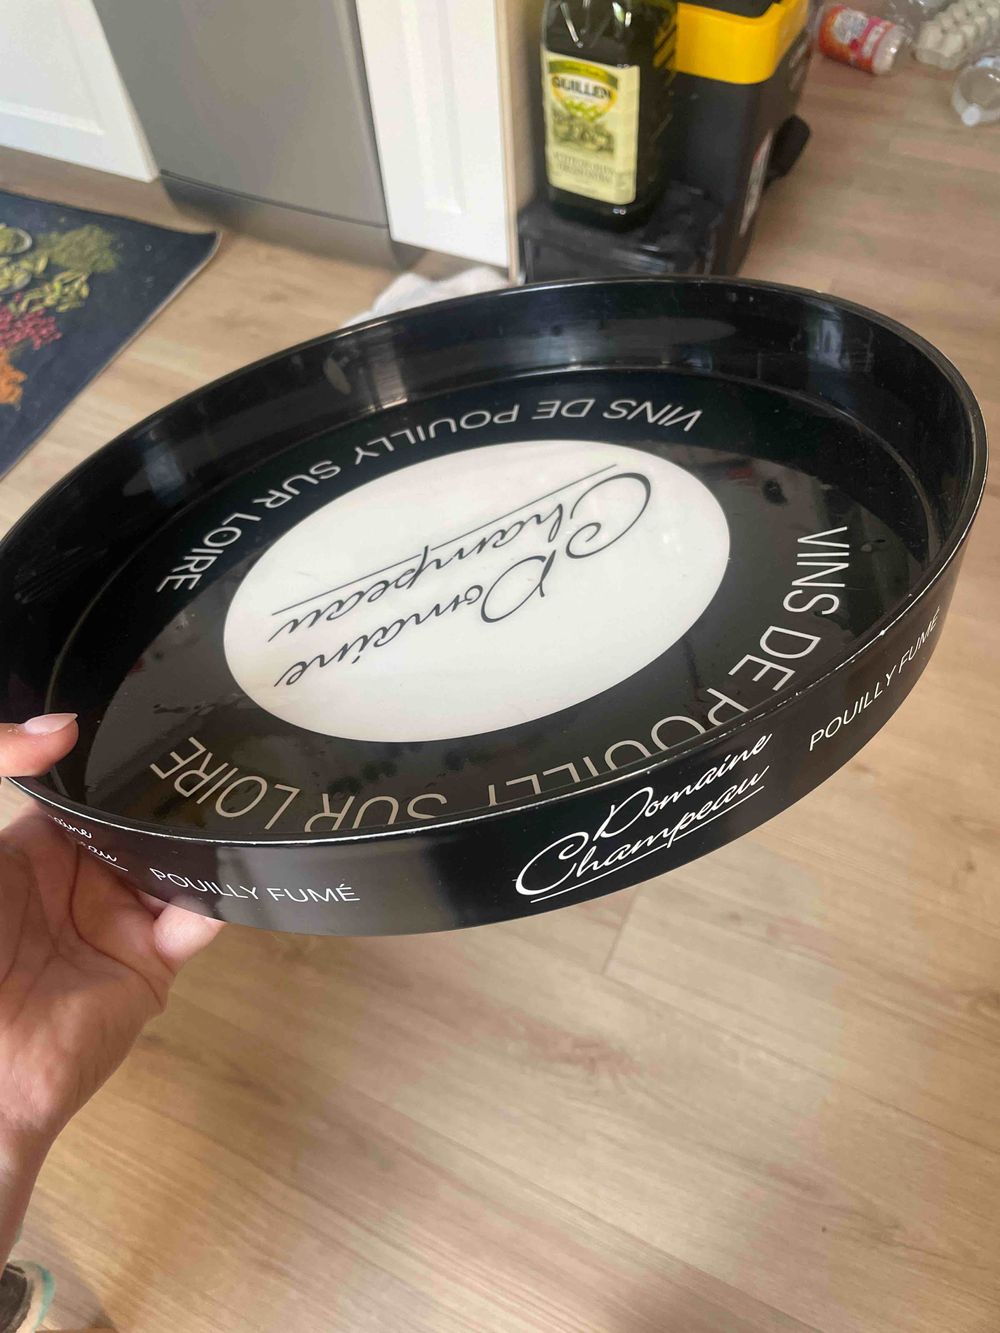 GUILLEN
VINS DE POUILLY SUR LOIRE
Domaine
Champeau
VINS DE POUILLY SUR LOIRE
Domaine
Champeau
POUILLY FUMÉ
POUILLY FUMÉ